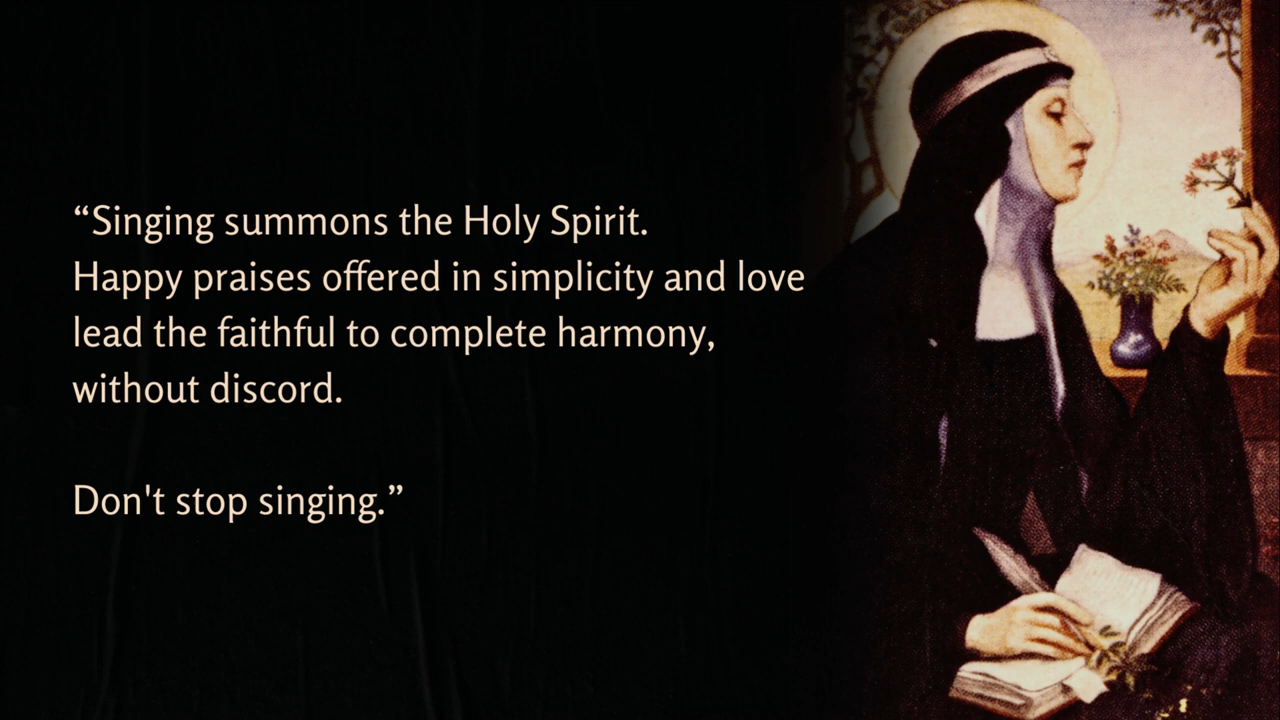 “Singing summons the Holy Spirit.
Happy praises offered in simplicity and love
lead the faithful to complete harmony,
without discord.
Don't stop singing.”